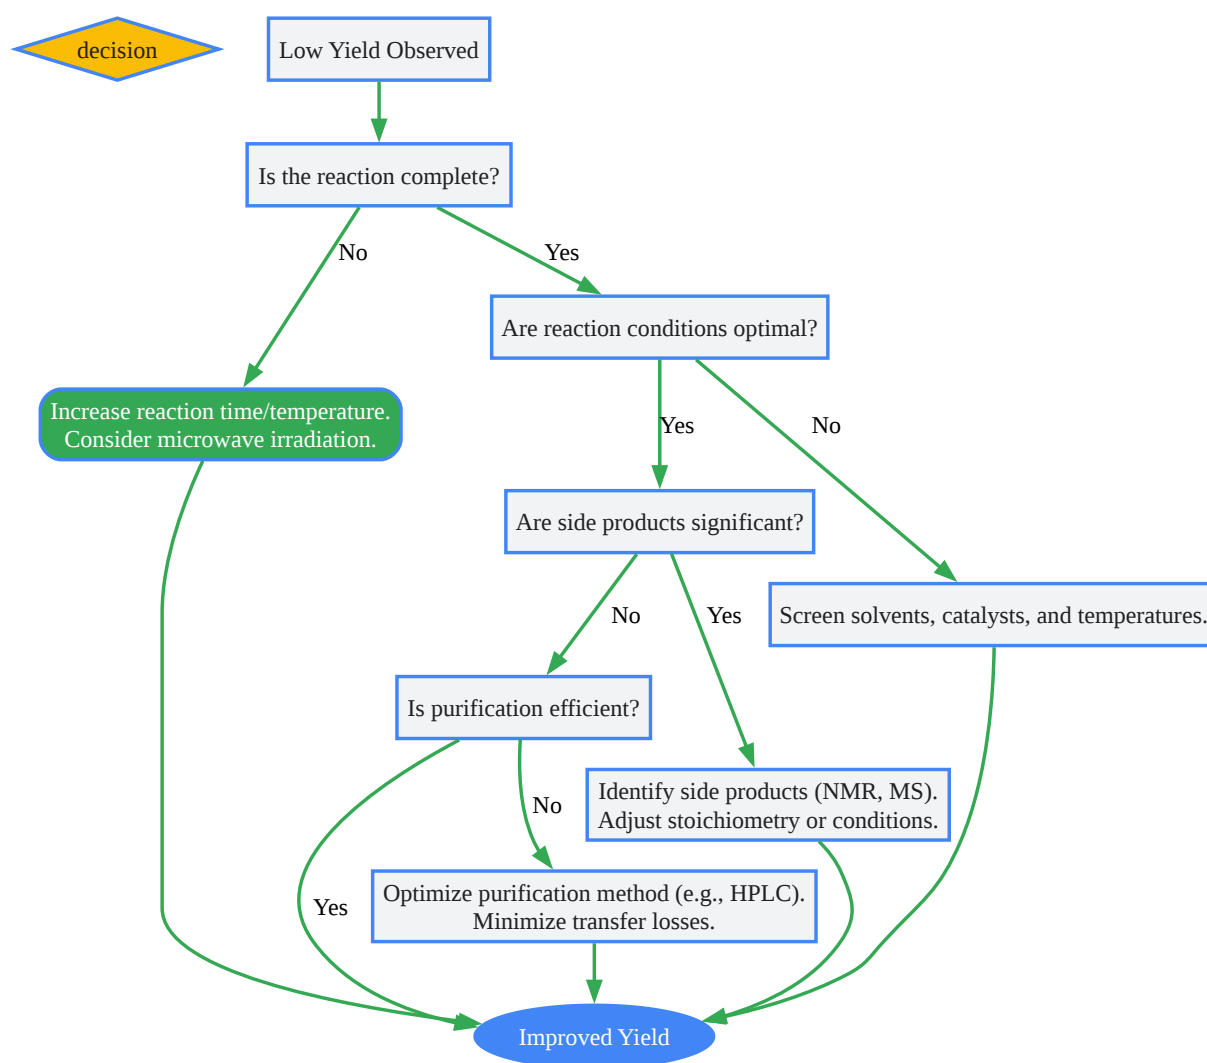 decision
Low Yield Observed
Is the reaction complete?
No
Yes
Are reaction conditions optimal?
Increase reaction time/temperature.
Consider microwave irradiation.
Yes
No
Are side products significant?
No
Yes
Screen solvents, catalysts, and temperatures.
Is purification efficient?
Identify side products (NMR, MS).
Adjust stoichiometry or conditions.
No
Yes
Optimize purification method (e.g., HPLC).
Minimize transfer losses.
Improved Yield